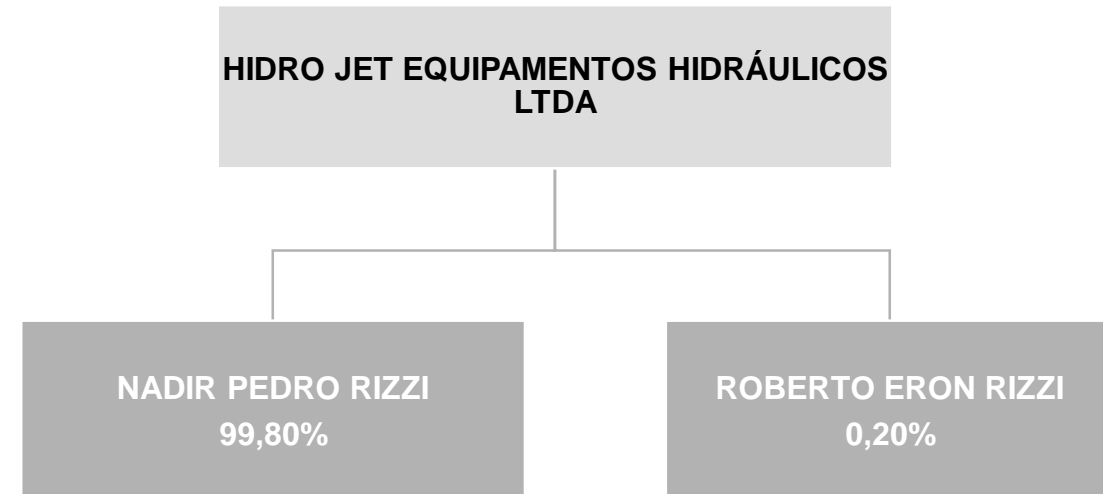 HIDRO JET EQUIPAMENTOS HIDRÁULICOS
LTDA
NADIR PEDRO RIZZI
99,80%
ROBERTO ERON RIZZI
0,20%